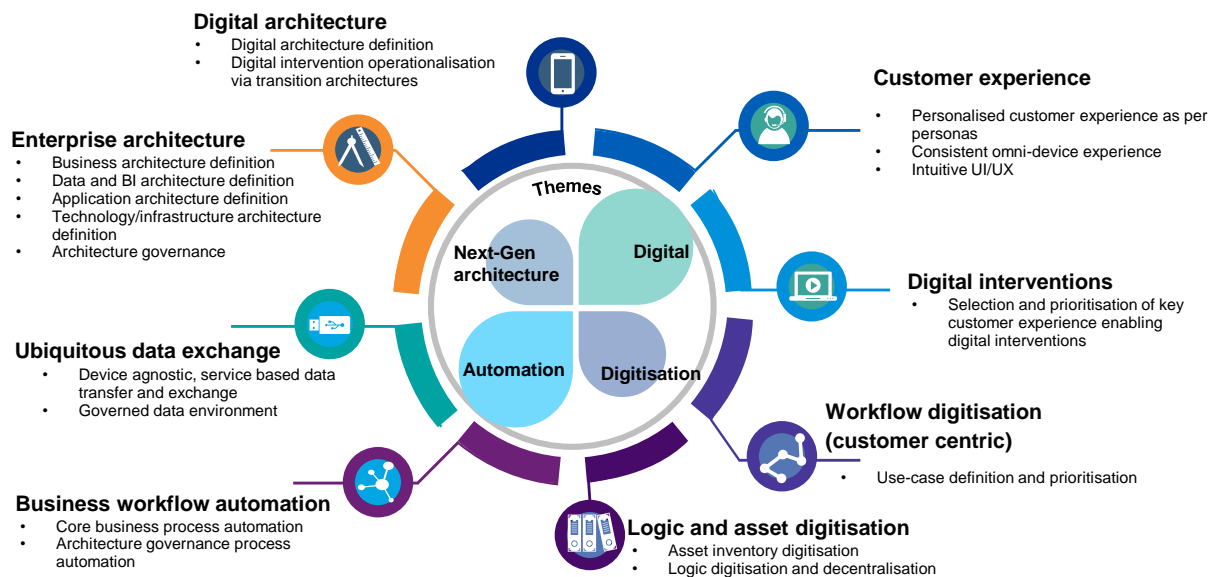 Digital architecture
• Digital architecture definition
• Digital intervention operationalisation
via transition architectures
Customer experience
• Personalised customer experience as per
personas
• Consistent omni-device experience
• Intuitive UI/UX
Enterprise architecture
• Business architecture definition
• Data and BI architecture definition
• Application architecture definition
• Technology/infrastructure architecture
definition
• Architecture governance
Themes
Next-Gen
architecture
Digital
Automation
Digitisation
Digital interventions
• Selection and prioritisation of key
customer experience enabling
digital interventions
Ubiquitous data exchange
• Device agnostic, service based data
transfer and exchange
• Governed data environment
Workflow digitisation
(customer centric)
• Use-case definition and prioritisation
Business workflow automation
• Core business process automation
• Architecture governance process
automation
Logic and asset digitisation
• Asset inventory digitisation
• Logic digitisation and decentralisation